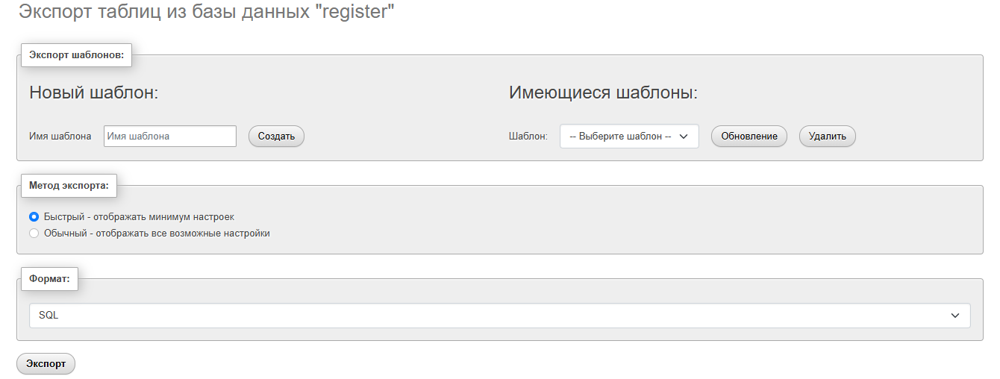 Экспорт таблиц из базы данных "register"
Экспорт шаблонов:
Новый шаблон:
Имя шаблона Имя шаблона Создать
Имеющиеся шаблоны:
Шаблон: -- Выберите шаблон -- Обновление Удалить
Метод экспорта:
Быстрый - отображать минимум настроек
Обычный - отображать все возможные настройки
Формат:
SQL
Экспорт